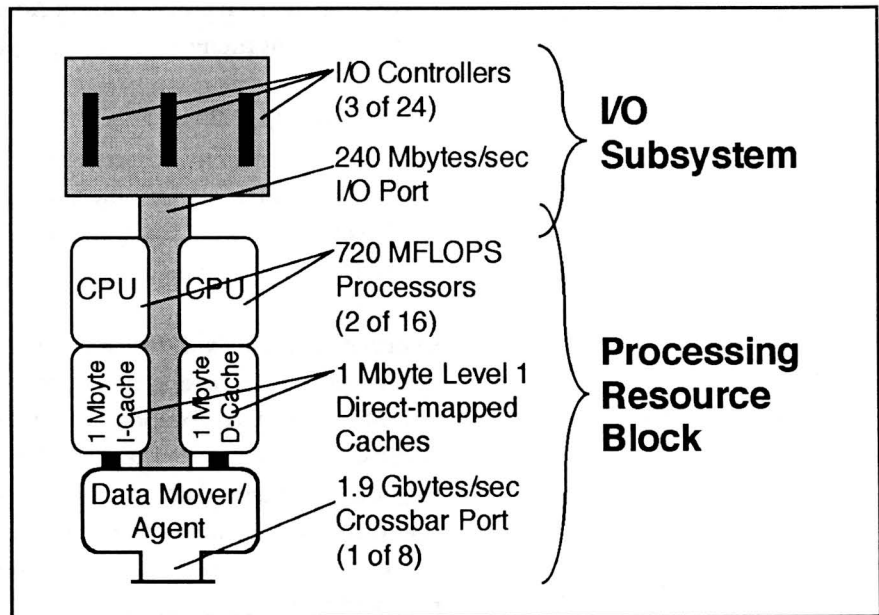 I/O Controllers
(3 of 24)
240 Mbytes/sec
I/O Port
I/O
Subsystem
CPU
CPU
720 MFLOPS
Processors
(2 of 16)
1 Mbyte
I-Cache
1 Mbyte
D-Cache
1 Mbyte Level 1
Direct-mapped
Caches
Processing
Resource
Block
Data Mover/
Agent
1.9 Gbytes/sec
Crossbar Port
(1 of 8)